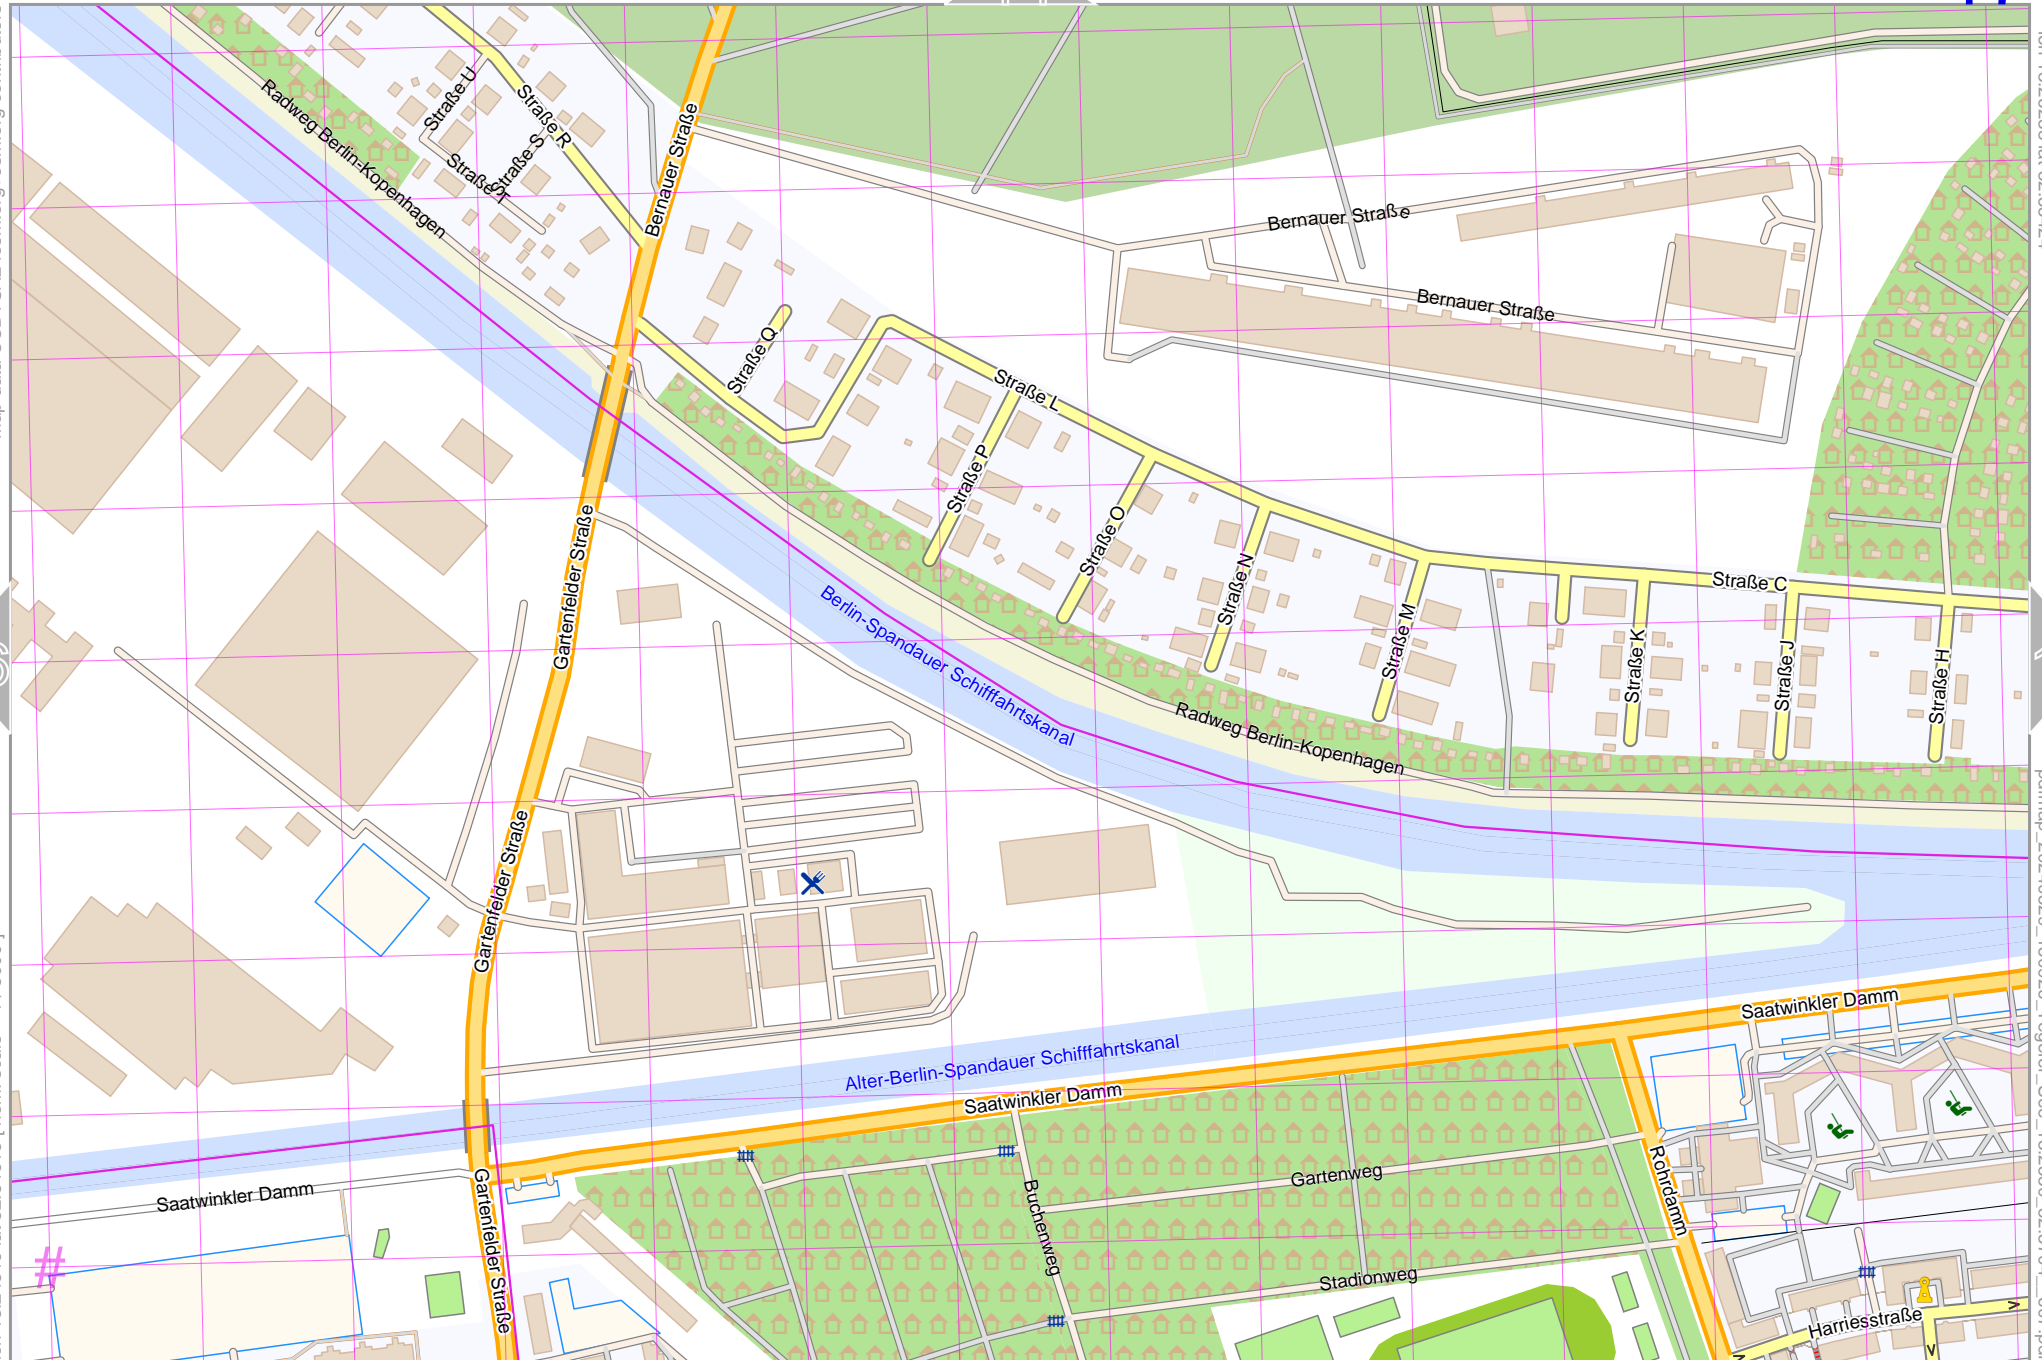 Straße U
Straße R
Radweg Berlin-Kopenhagen
Straße S
Straße T
Bernauer Straße
Bernauer Straße
Bernauer Straße
Straße Q
Straße L
Straße P
Straße O
Straße N
Straße M
Straße C
Straße K
Straße J
Straße H
Gartenfelder Straße
Berlin-Spandauer Schifffahrtskanal
Radweg Berlin-Kopenhagen
Gartenfelder Straße
Saatwinkler Damm
Alter-Berlin-Spandauer Schifffahrtskanal
Saatwinkler Damm
Saatwinkler Damm
Gartenfelder Straße
Buchenweg
Gartenweg
Rohrdamm
Stadionweg
Harriesstraße
#